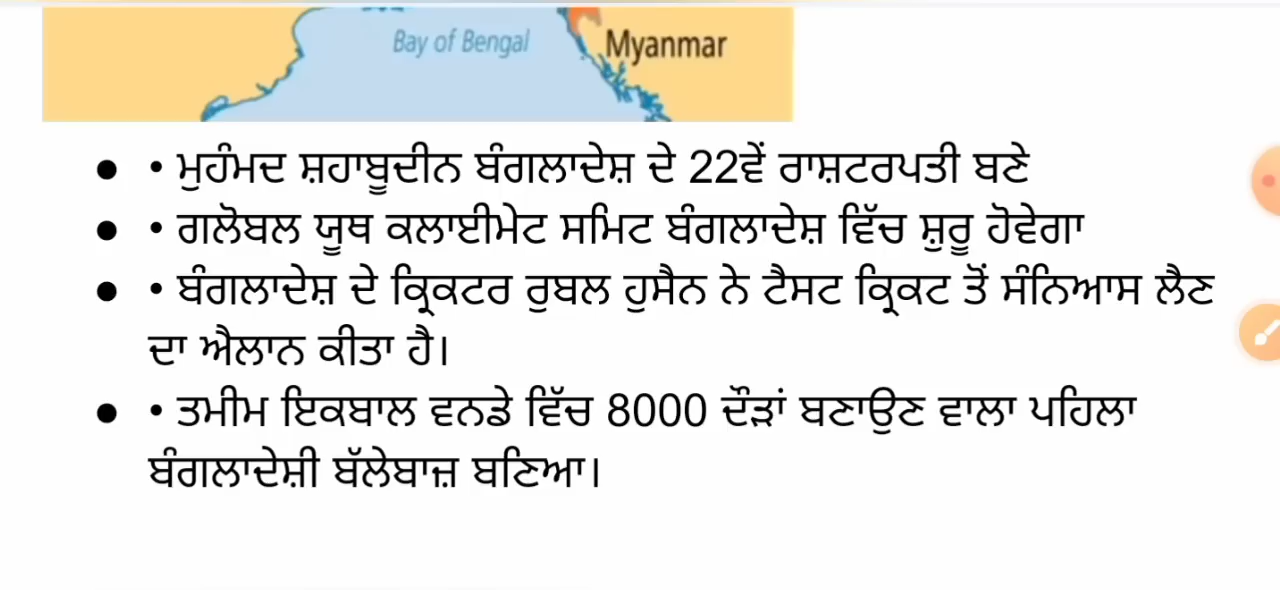 Bay of Bengal
Myanmar
● • ਮੁਹੰਮਦ ਸ਼ਹਾਬੂਦੀਨ ਬੰਗਲਾਦੇਸ਼ ਦੇ 22ਵੇਂ ਰਾਸ਼ਟਰਪਤੀ ਬਣੇ
● • ਗਲੋਬਲ ਯੂਥ ਕਲਾਈਮੇਟ ਸਮਿਟ ਬੰਗਲਾਦੇਸ਼ ਵਿੱਚ ਸ਼ੁਰੂ ਹੋਵੇਗਾ
● • ਬੰਗਲਾਦੇਸ਼ ਦੇ ਕ੍ਰਿਕਟਰ ਰੁਬਲ ਹੁਸੈਨ ਨੇ ਟੈਸਟ ਕ੍ਰਿਕਟ ਤੋਂ ਸੰਨਿਆਸ ਲੈਣ
ਦਾ ਐਲਾਨ ਕੀਤਾ ਹੈ।
● • ਤਮੀਮ ਇਕਬਾਲ ਵਨਡੇ ਵਿੱਚ 8000 ਦੌੜਾਂ ਬਣਾਉਣ ਵਾਲਾ ਪਹਿਲਾ
ਬੰਗਲਾਦੇਸ਼ੀ ਬੱਲੇਬਾਜ਼ ਬਣਿਆ।